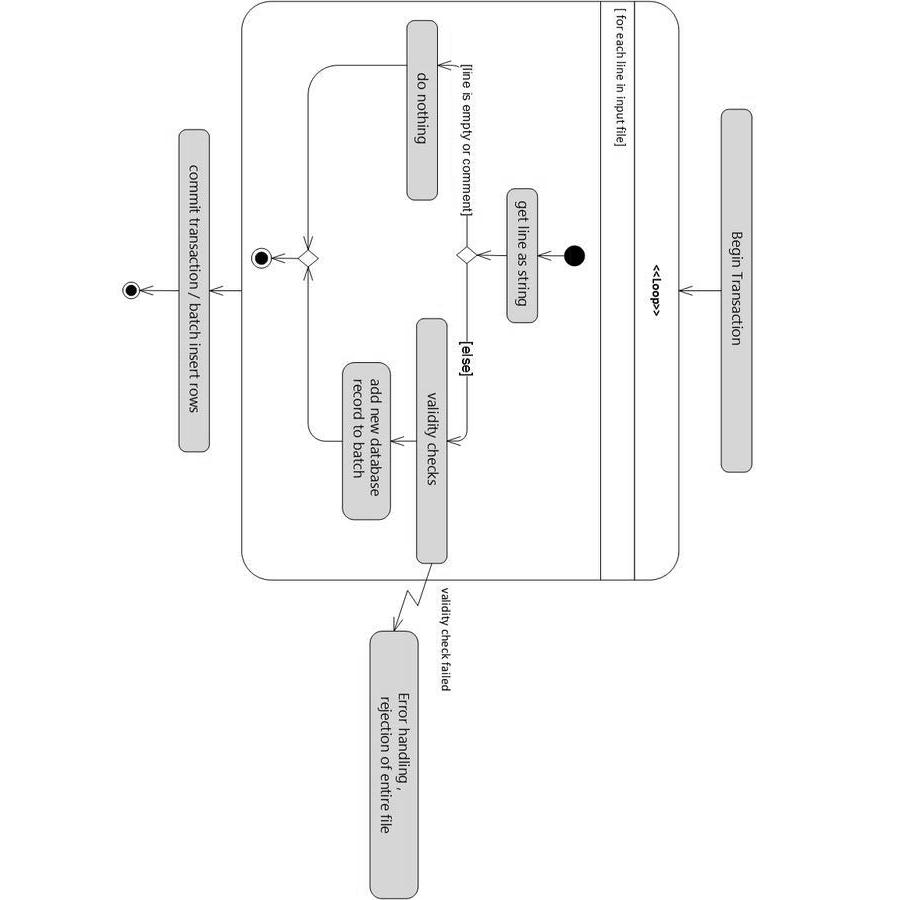 Begin Transaction
<<Loop>>
[ for each line in input file]
get line as string
[line is empty or comment]
[else]
do nothing
validity checks
validity check failed
add new database
record to batch
Error handling ,
rejection of entire file
commit transaction / batch insert rows